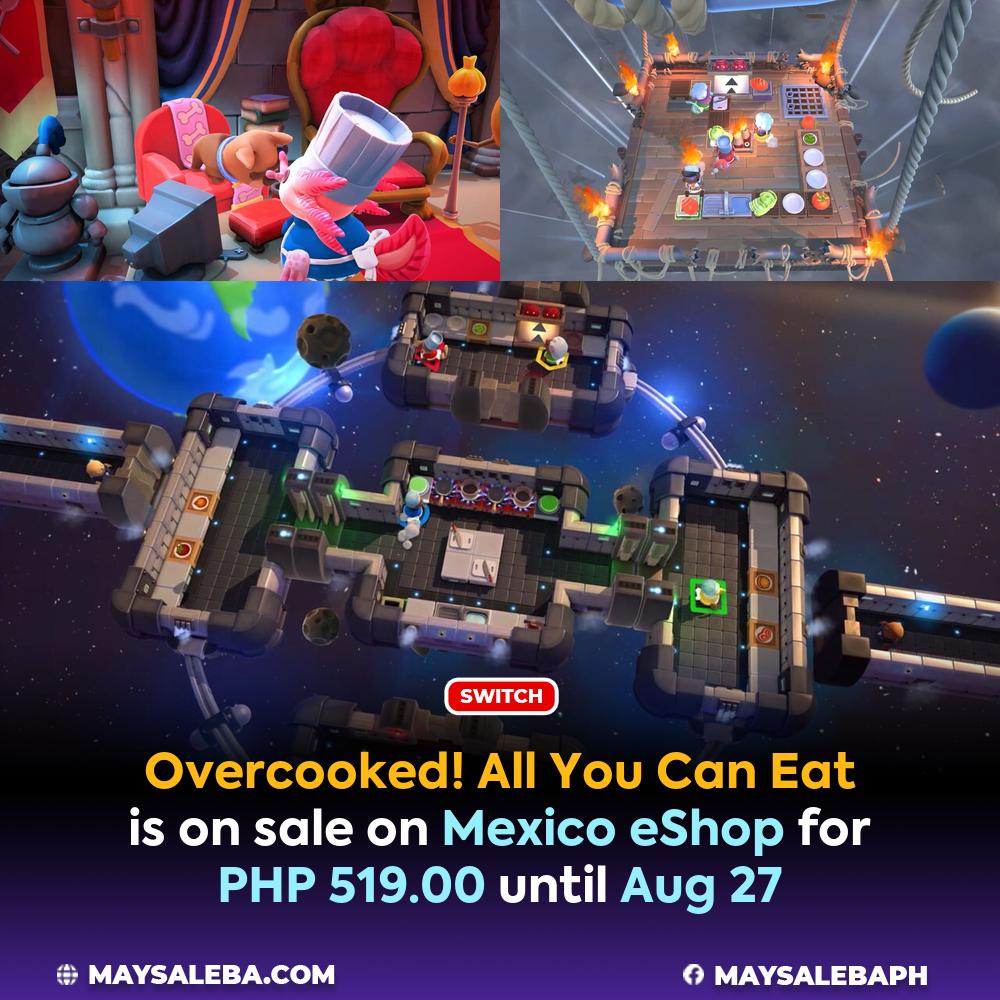 SWITCH
Overcooked! All You Can Eat
is on sale on Mexico eShop for
PHP 519.00 until Aug 27
MAYSALEBA.COM
MAYSALEBAPH